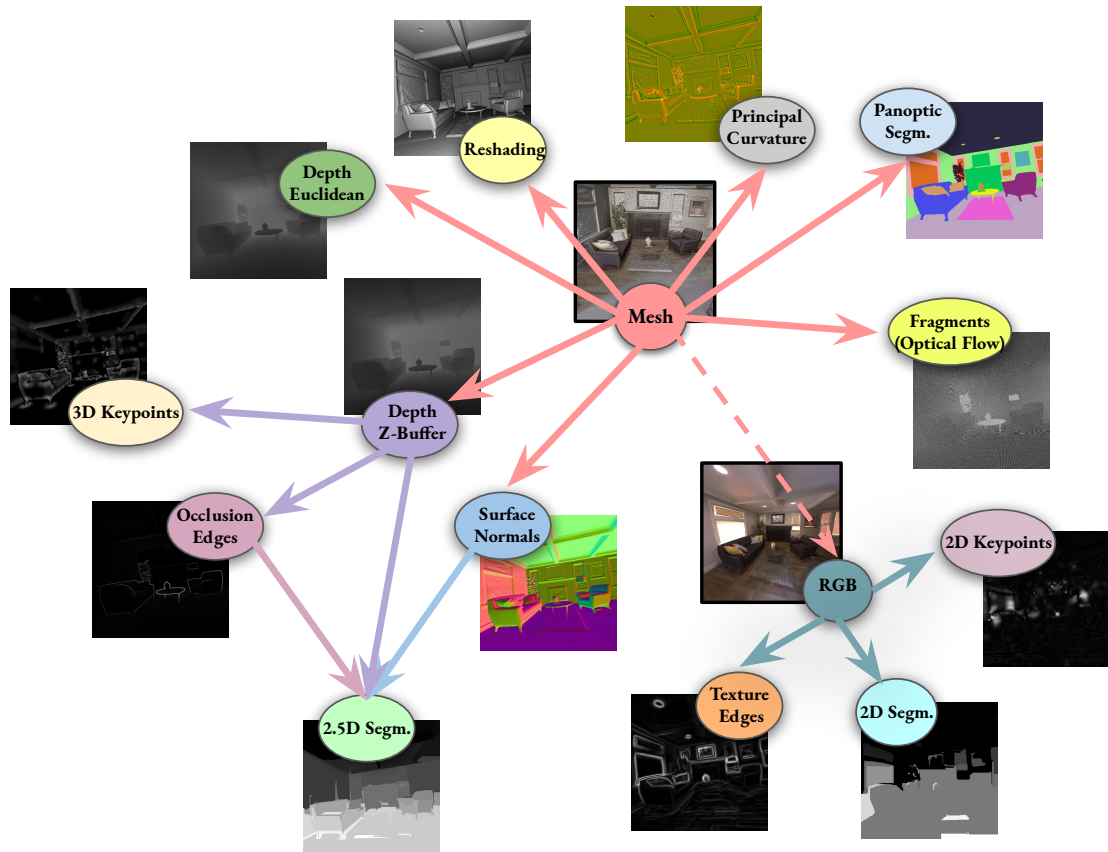 Principal
Curvature
Panoptic
Segm.
Reshading
Depth
Euclidean
Mesh
Fragments
(Optical Flow)
3D Keypoints
Depth
Z-Buffer
Occlusion
Edges
Surface
Normals
2D Keypoints
RGB
Texture
Edges
2D Segm.
2.5D Segm.